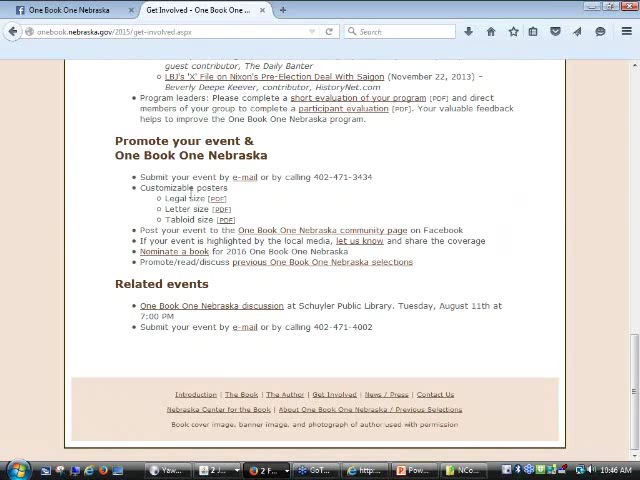 One Book One Nebraska
Get Involved - One Book One ...
onebook.nebraska.gov/2015/get-involved.aspx
Search
guest contributor, The Daily Banter
LBJ's 'X' File on Nixon's Pre-Election Deal With Saigon (November 22, 2013) –
Beverly Deepe Keever, contributor, HistoryNet.com
Program leaders: Please complete a short evaluation of your program [PDF] and direct
members of your group to complete a participant evaluation [PDF]. Your valuable feedback
helps to improve the One Book One Nebraska program.
Promote your event &
One Book One Nebraska
Submit your event by e-mail or by calling 402-471-3434
Customizable posters
Legal size [PDF]
Letter size [PDF]
Tabloid size [PDF]
Post your event to the One Book One Nebraska community page on Facebook
If your event is highlighted by the local media, let us know and share the coverage
Nominate a book for 2016 One Book One Nebraska
Promote/read/discuss previous One Book One Nebraska selections
Related events
One Book One Nebraska discussion at Schuyler Public Library. Tuesday, August 11th at
7:00 PM
Submit your event by e-mail or by calling 402-471-4002
Introduction | The Book | The Author | Get Involved | News / Press | Contact Us
Nebraska Center for the Book | About One Book One Nebraska / Previous Selections
Book cover image, banner image, and photograph of author used with permission
Yaw...
2 J...
2 F...
GoT...
http:...
Pow...
NCo...
10:46 AM